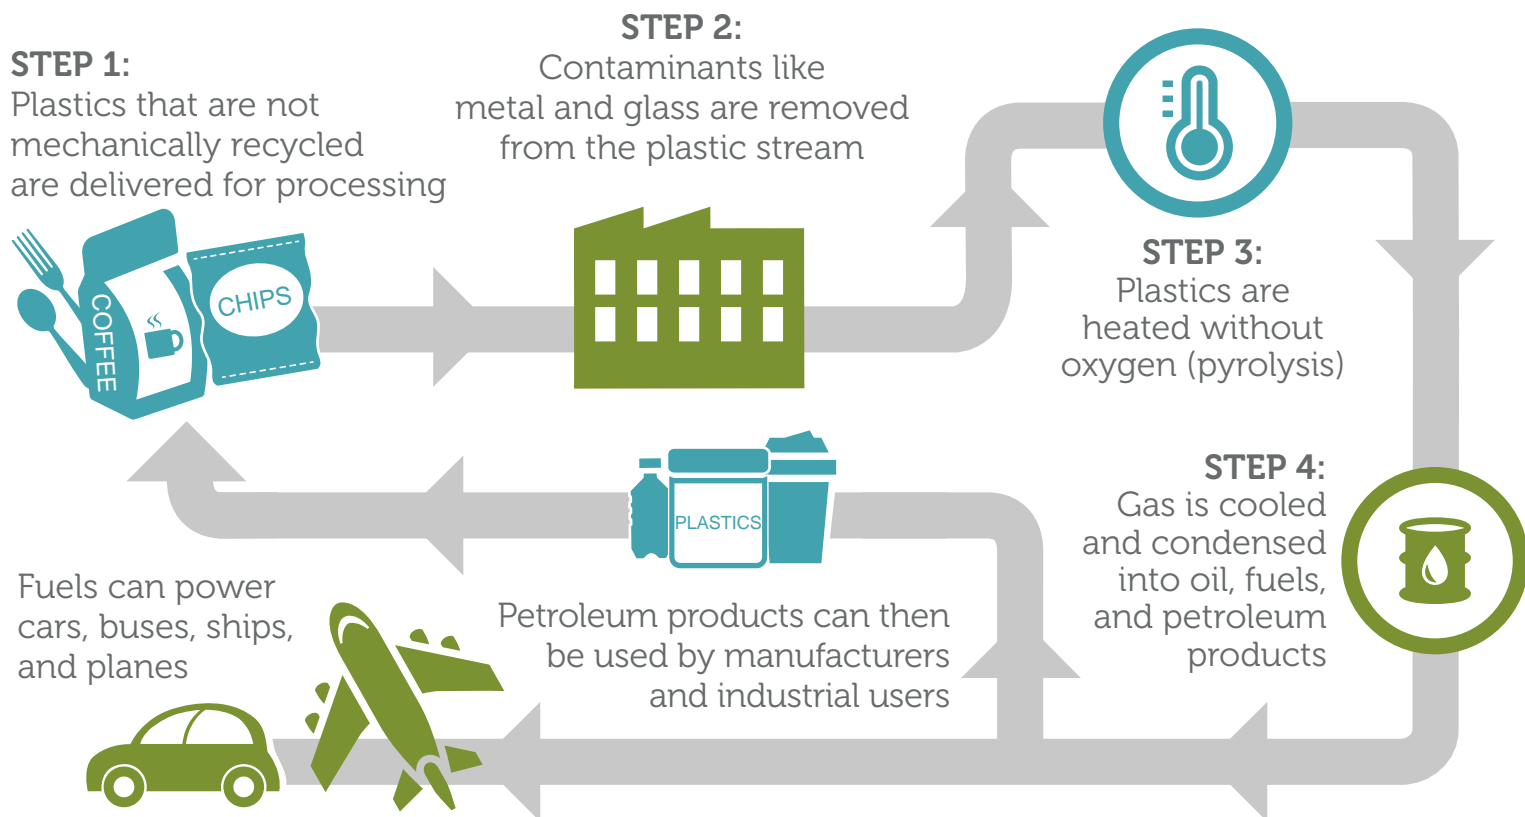 STEP 1:
Plastics that are not
mechanically recycled
are delivered for processing
COFFEE
CHIPS
STEP 2:
Contaminants like
metal and glass are removed
from the plastic stream
STEP 3:
Plastics are
heated without
oxygen (pyrolysis)
STEP 4:
Gas is cooled
and condensed
into oil, fuels,
and petroleum
products
PLASTICS
Petroleum products can then
be used by manufacturers
and industrial users
Fuels can power
cars, buses, ships,
and planes